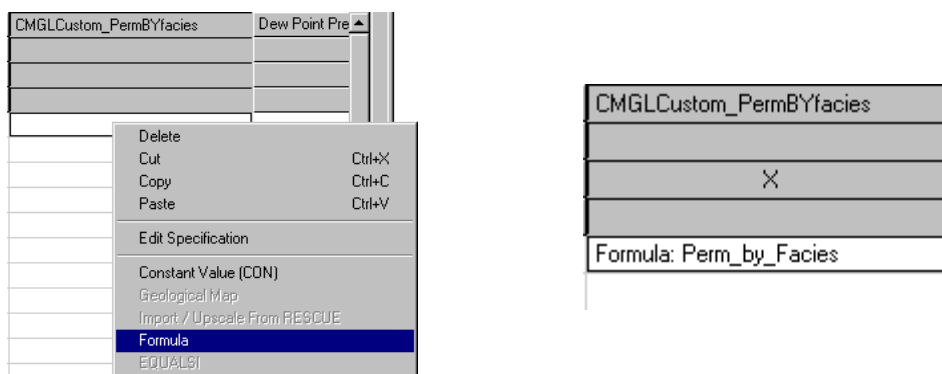 CMGLCustom_PermBYfacies Dew Point Pre
Delete
Cut Ctrl+X
Copy Ctrl+C
Paste Ctrl+V
Edit Specification
Constant Value (CON)
Geological Map
Import / Upscale From RESCUE
Formula
EQUALSI
CMGLCustom_PermBYfacies
X
Formula: Perm_by_Facies